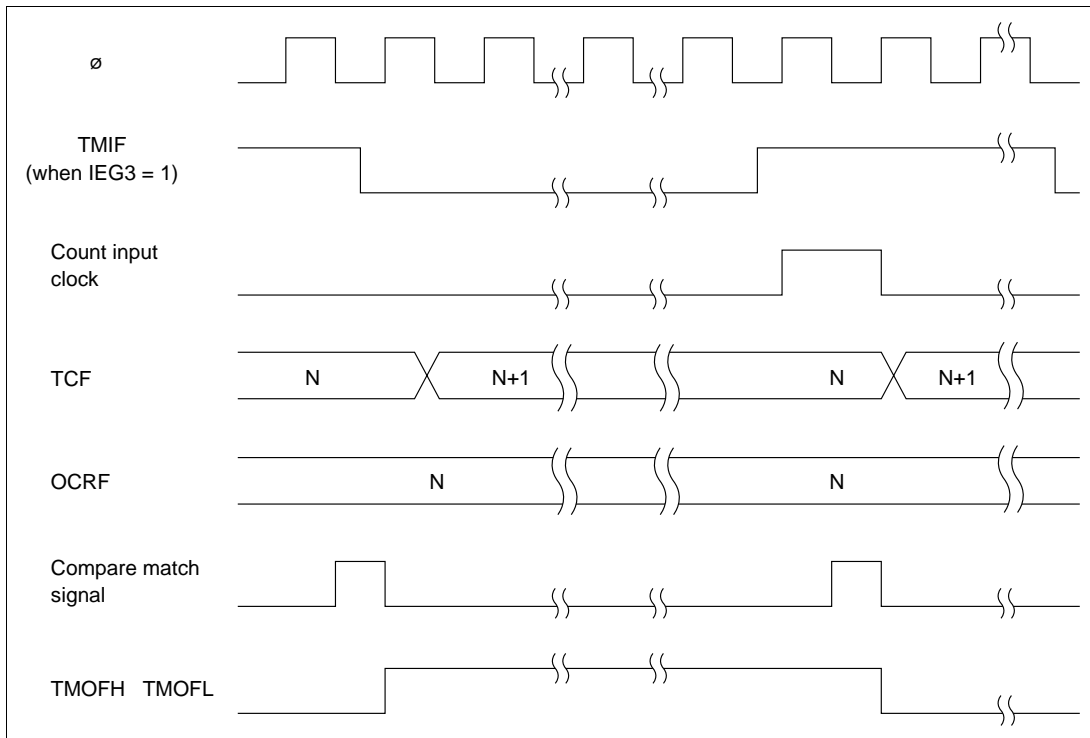 ø
TMIF
(when IEG3 = 1)
Count input
clock
TCF
N
N+1
N
N+1
OCRF
N
N
Compare match
signal
TMOFH TMOFL